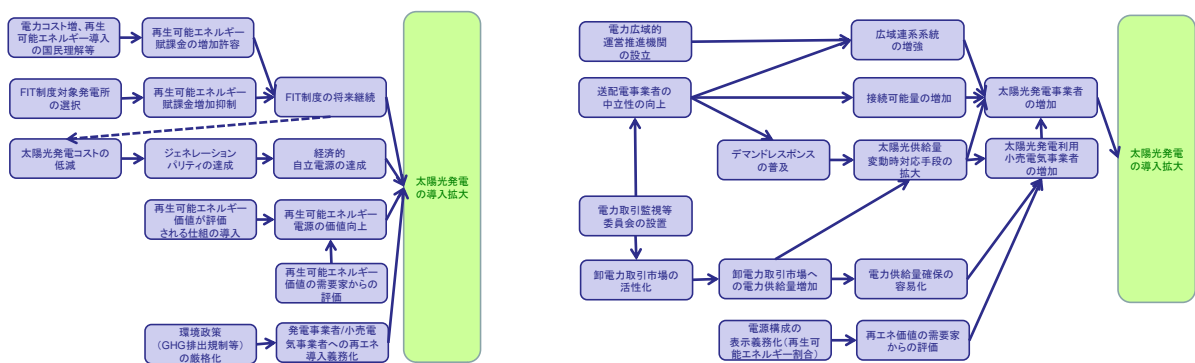 電力コスト増、再生
可能エネルギー導入
の国民理解等
再生可能エネルギー
賦課金の増加許容
FIT制度対象発電所
の選択
再生可能エネルギー
賦課金増加抑制
FIT制度の将来継続
太陽光発電コストの
低減
ジェネレーション
パリティの達成
経済的
自立電源の達成
再生可能エネルギー
価値が評価
される仕組の導入
再生可能エネルギー
電源の価値向上
再生可能エネルギー
価値の需要家からの
評価
環境政策
（GHG排出規制等）
の厳格化
発電事業者/小売電
気事業者への再エネ
導入義務化
太陽光発電
の導入拡大
電力広域的
運営推進機関
の設立
広域連系系統
の増強
送配電事業者の
中立性の向上
接続可能量の増加
太陽光発電事業者
の増加
デマンドレスポンス
の普及
太陽光供給量
変動時対応手段の
拡大
太陽光発電利用
小売電気事業者
の増加
電力取引監視等
委員会の設置
卸電力取引市場の
活性化
卸電力取引市場へ
の電力供給量増加
電力供給量確保の
容易化
電源構成の
表示義務化（再生可
能エネルギー割合）
再エネ価値の需要家
からの評価
太陽光発電
の導入拡大